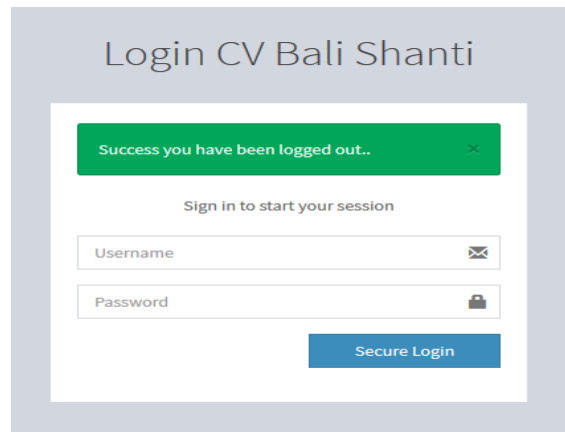 Login CV Bali Shanti
Success you have been logged out.. ×
Sign in to start your session
Username
Password
Secure Login